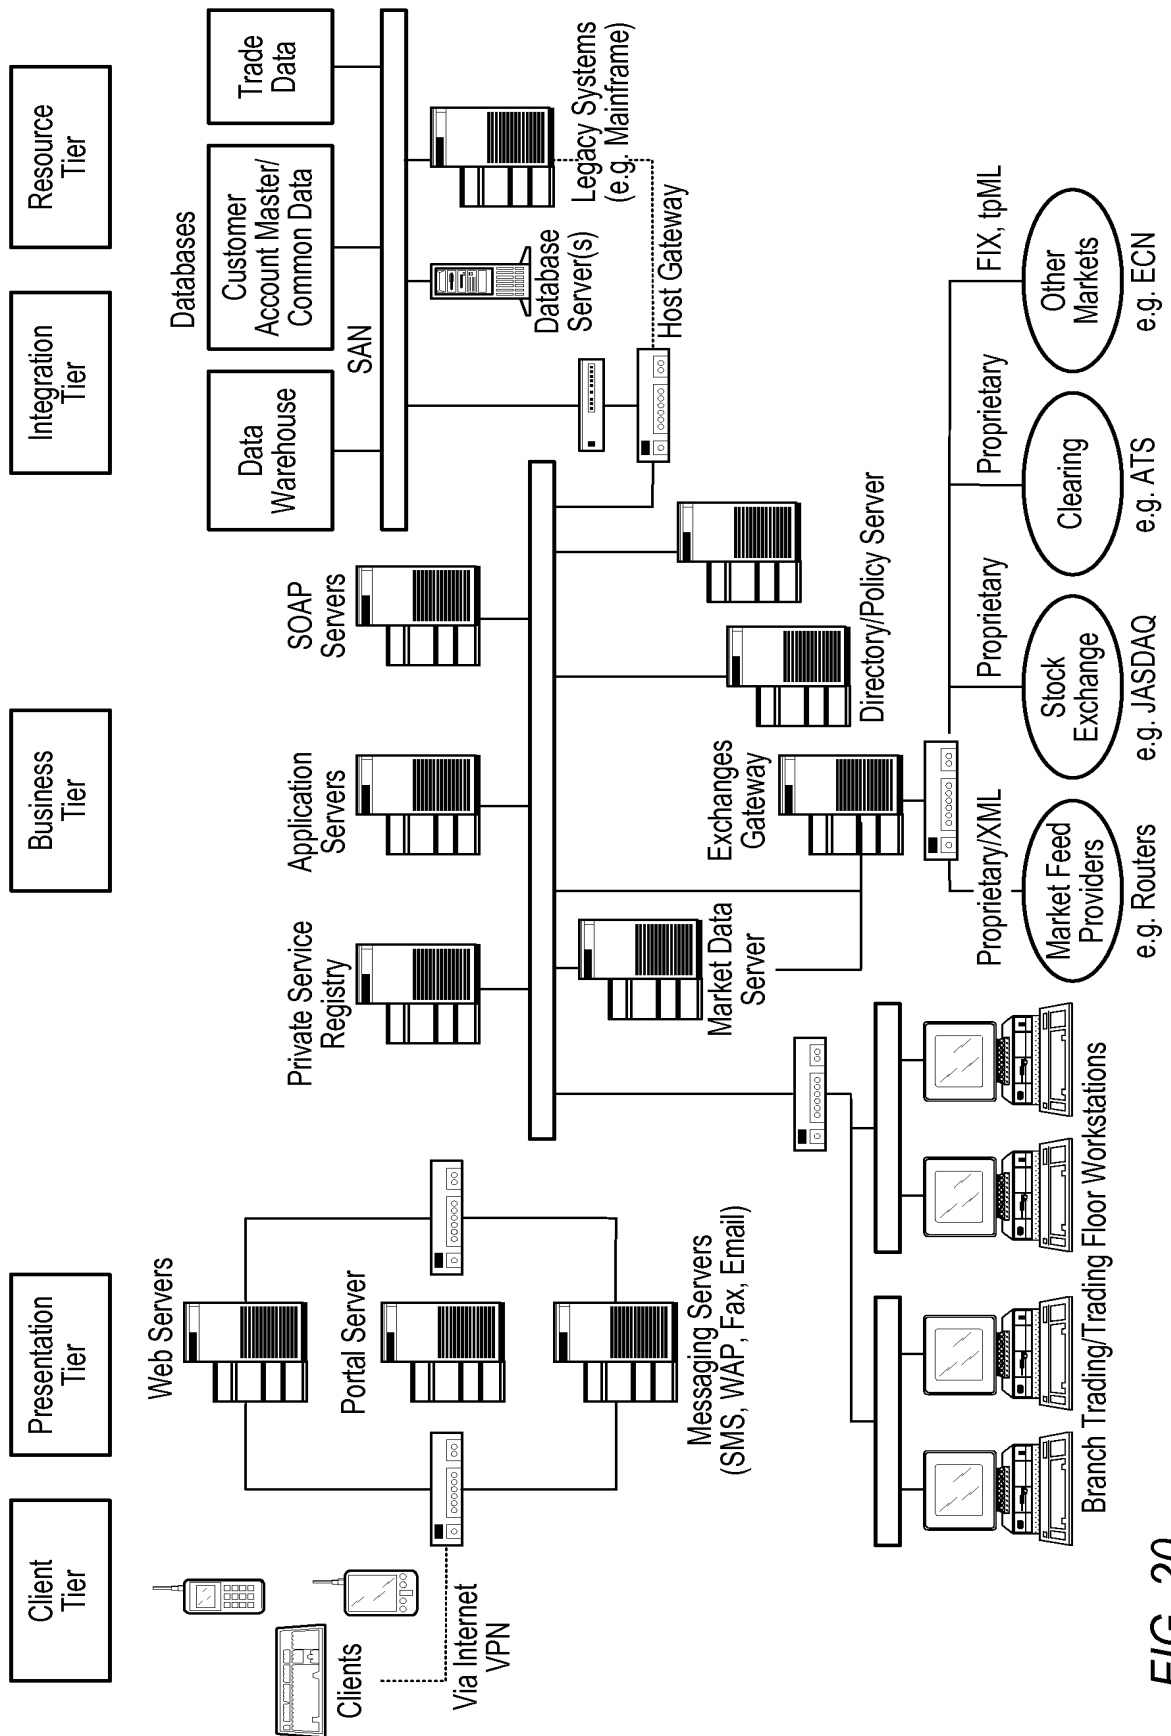 Client
Tier
Presentation
Tier
Business
Tier
Integration
Tier
Resource
Tier
Databases
Data
Warehouse
Customer
Account Master/
Common Data
Trade
Data
SAN
Web Servers
Portal Server
Messaging Servers
(SMS, WAP, Fax, Email)
Clients
Via Internet
VPN
Private Service
Registry
Application
Servers
SOAP
Servers
Database
Server(s)
Legacy Systems
(e.g. Mainframe)
Host Gateway
Market Data
Server
Exchanges
Gateway
Directory/Policy Server
Proprietary/XML
Proprietary
Proprietary
FIX, tpML
Market Feed
Providers
Stock
Exchange
Clearing
Other
Markets
e.g. Routers
e.g. JASDAQ
e.g. ATS
e.g. ECN
Branch Trading/Trading Floor Workstations
FIG. 20